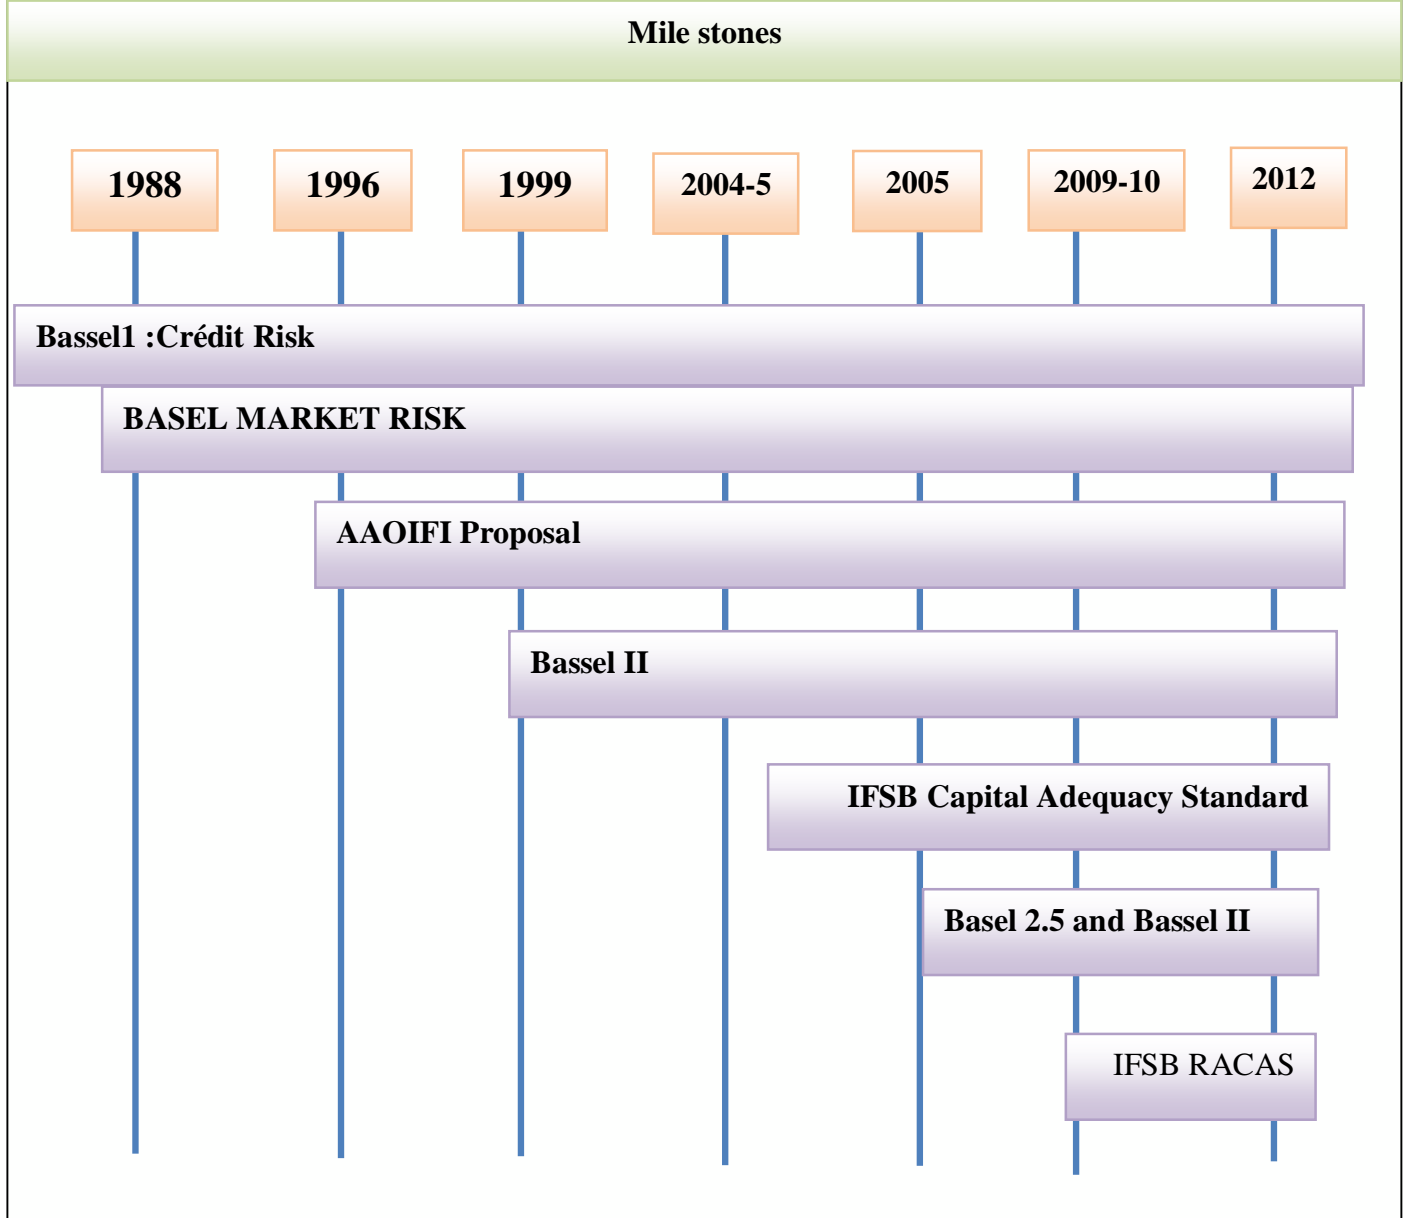 Mile stones
1988
1996
1999
2004-5
2005
2009-10
2012
Bassel1 :Crédit Risk
BASEL MARKET RISK
AAOIFI Proposal
Bassel II
IFSB Capital Adequacy Standard
Basel 2.5 and Bassel II
IFSB RACAS